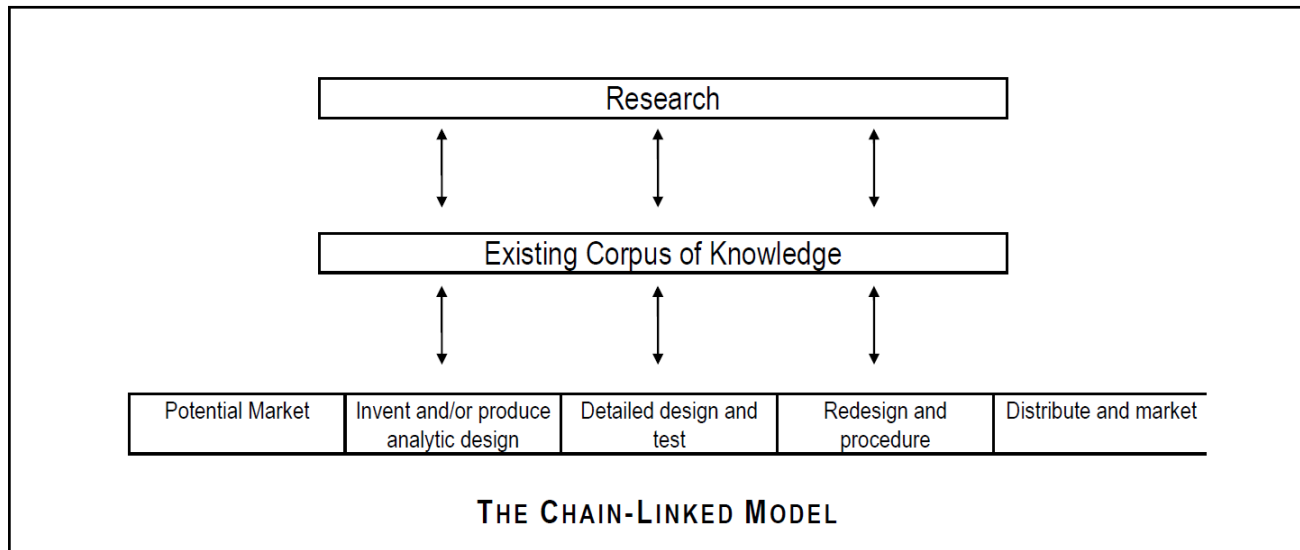 Research
Existing Corpus of Knowledge
Potential Market
Invent and/or produce
analytic design
Detailed design and
test
Redesign and
procedure
Distribute and market
THE CHAIN-LINKED MODEL